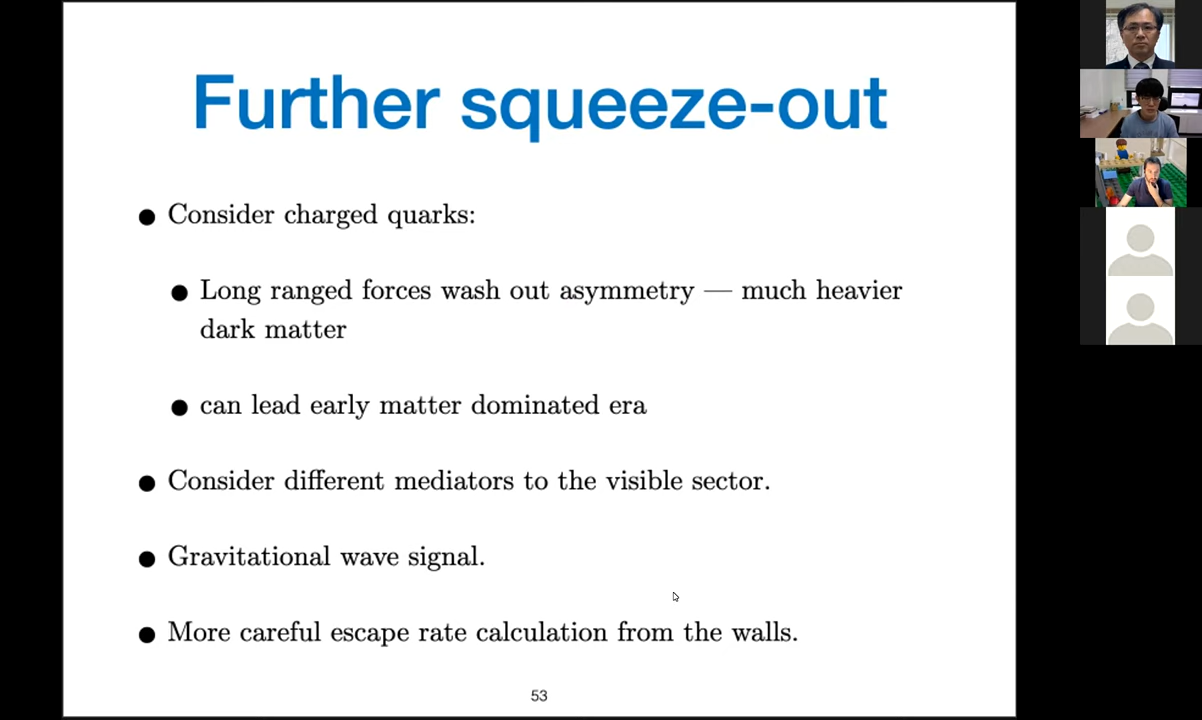 Further squeeze-out
● Consider charged quarks:
● Long ranged forces wash out asymmetry — much heavier
dark matter
● can lead early matter dominated era
● Consider different mediators to the visible sector.
● Gravitational wave signal.
● More careful escape rate calculation from the walls.
53